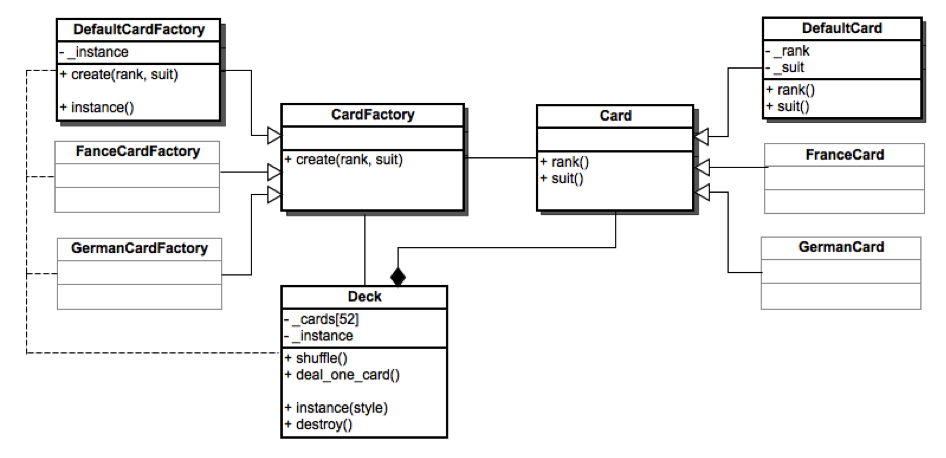 DefaultCardFactory
- _instance
+ create(rank, suit)
+ instance()
FanceCardFactory
GermanCardFactory
CardFactory
+ create(rank, suit)
Deck
- _cards[52]
- _instance
+ shuffle()
+ deal_one_card()
+ instance(style)
+ destroy()
Card
+ rank()
+ suit()
DefaultCard
- _rank
- _suit
+ rank()
+ suit()
FranceCard
GermanCard